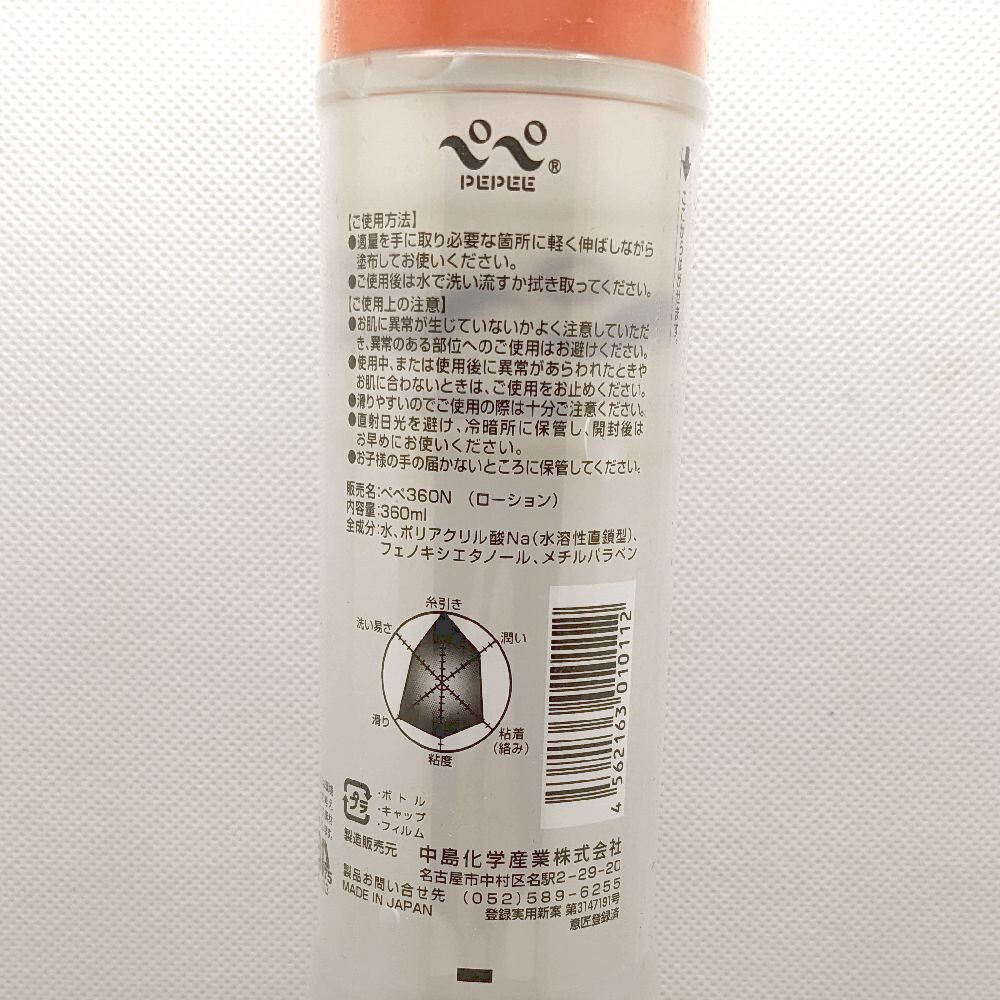 ペペ®
PEPEE
【ご使用方法】
●適量を手に取り必要な箇所に軽く伸ばしながら
塗布してお使いください。
●ご使用後は水で洗い流すか拭き取ってください。
【ご使用上の注意】
●お肌に異常が生じていないかよく注意していただ
き、異常のある部位へのご使用はお避けください。
●使用中、または使用後に異常があらわれたときや
お肌に合わないときは、ご使用をお止めください。
●滑りやすいのでご使用の際は十分ご注意ください。
●直射日光を避け、冷暗所に保管し、開封後は
お早めにお使いください。
●お子様の手の届かないところに保管してください。
販売名:ペペ360N （ローション）
内容量:360ml
全成分:水、ポリアクリル酸Na(水溶性直鎖型)、
フェノキシエタノール、メチルパラベン
糸引き
洗い易さ
潤い
滑り
粘着
(絡み)
粘度
4 562163 010112
プラ
・ボトル
・キャップ
・フィルム
製造販売元 中島化学産業株式会社
名古屋市中村区名駅2-29-20
製品お問い合せ先 (052)589-6255
MADE IN JAPAN
登録実用新案 第3147191号
意匠登録済